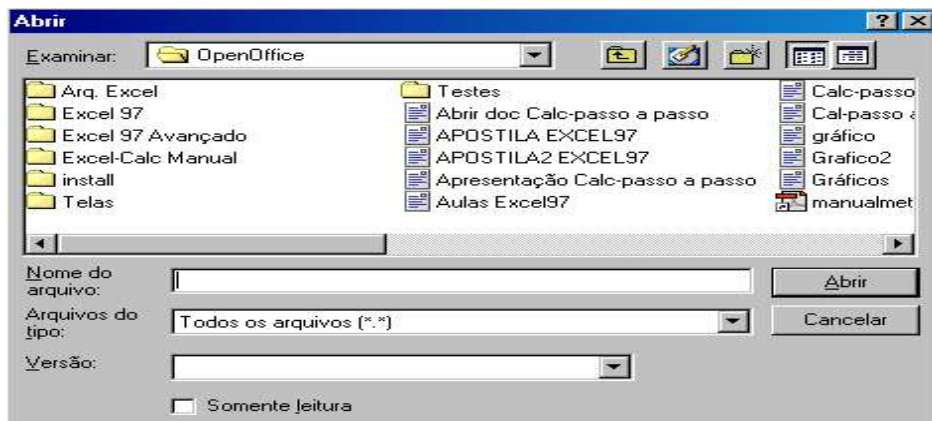 Abrir
Examinar: OpenOffice
Arq. Excel
Excel 97
Excel 97 Avançado
Excel-Calc Manual
install
Telas
Testes
Abrir doc Calc-passo a passo
APOSTILA EXCEL97
APOSTILA2 EXCEL97
Apresentação Calc-passo a passo
Aulas Excel97
Calc-passo
Cal-passo a
gráfico
Grafico2
Gráficos
manualmet
Nome do
arquivo:
Abrir
Arquivos do
tipo:
Todos os arquivos (*.*)
Cancelar
Versão:
Somente leitura